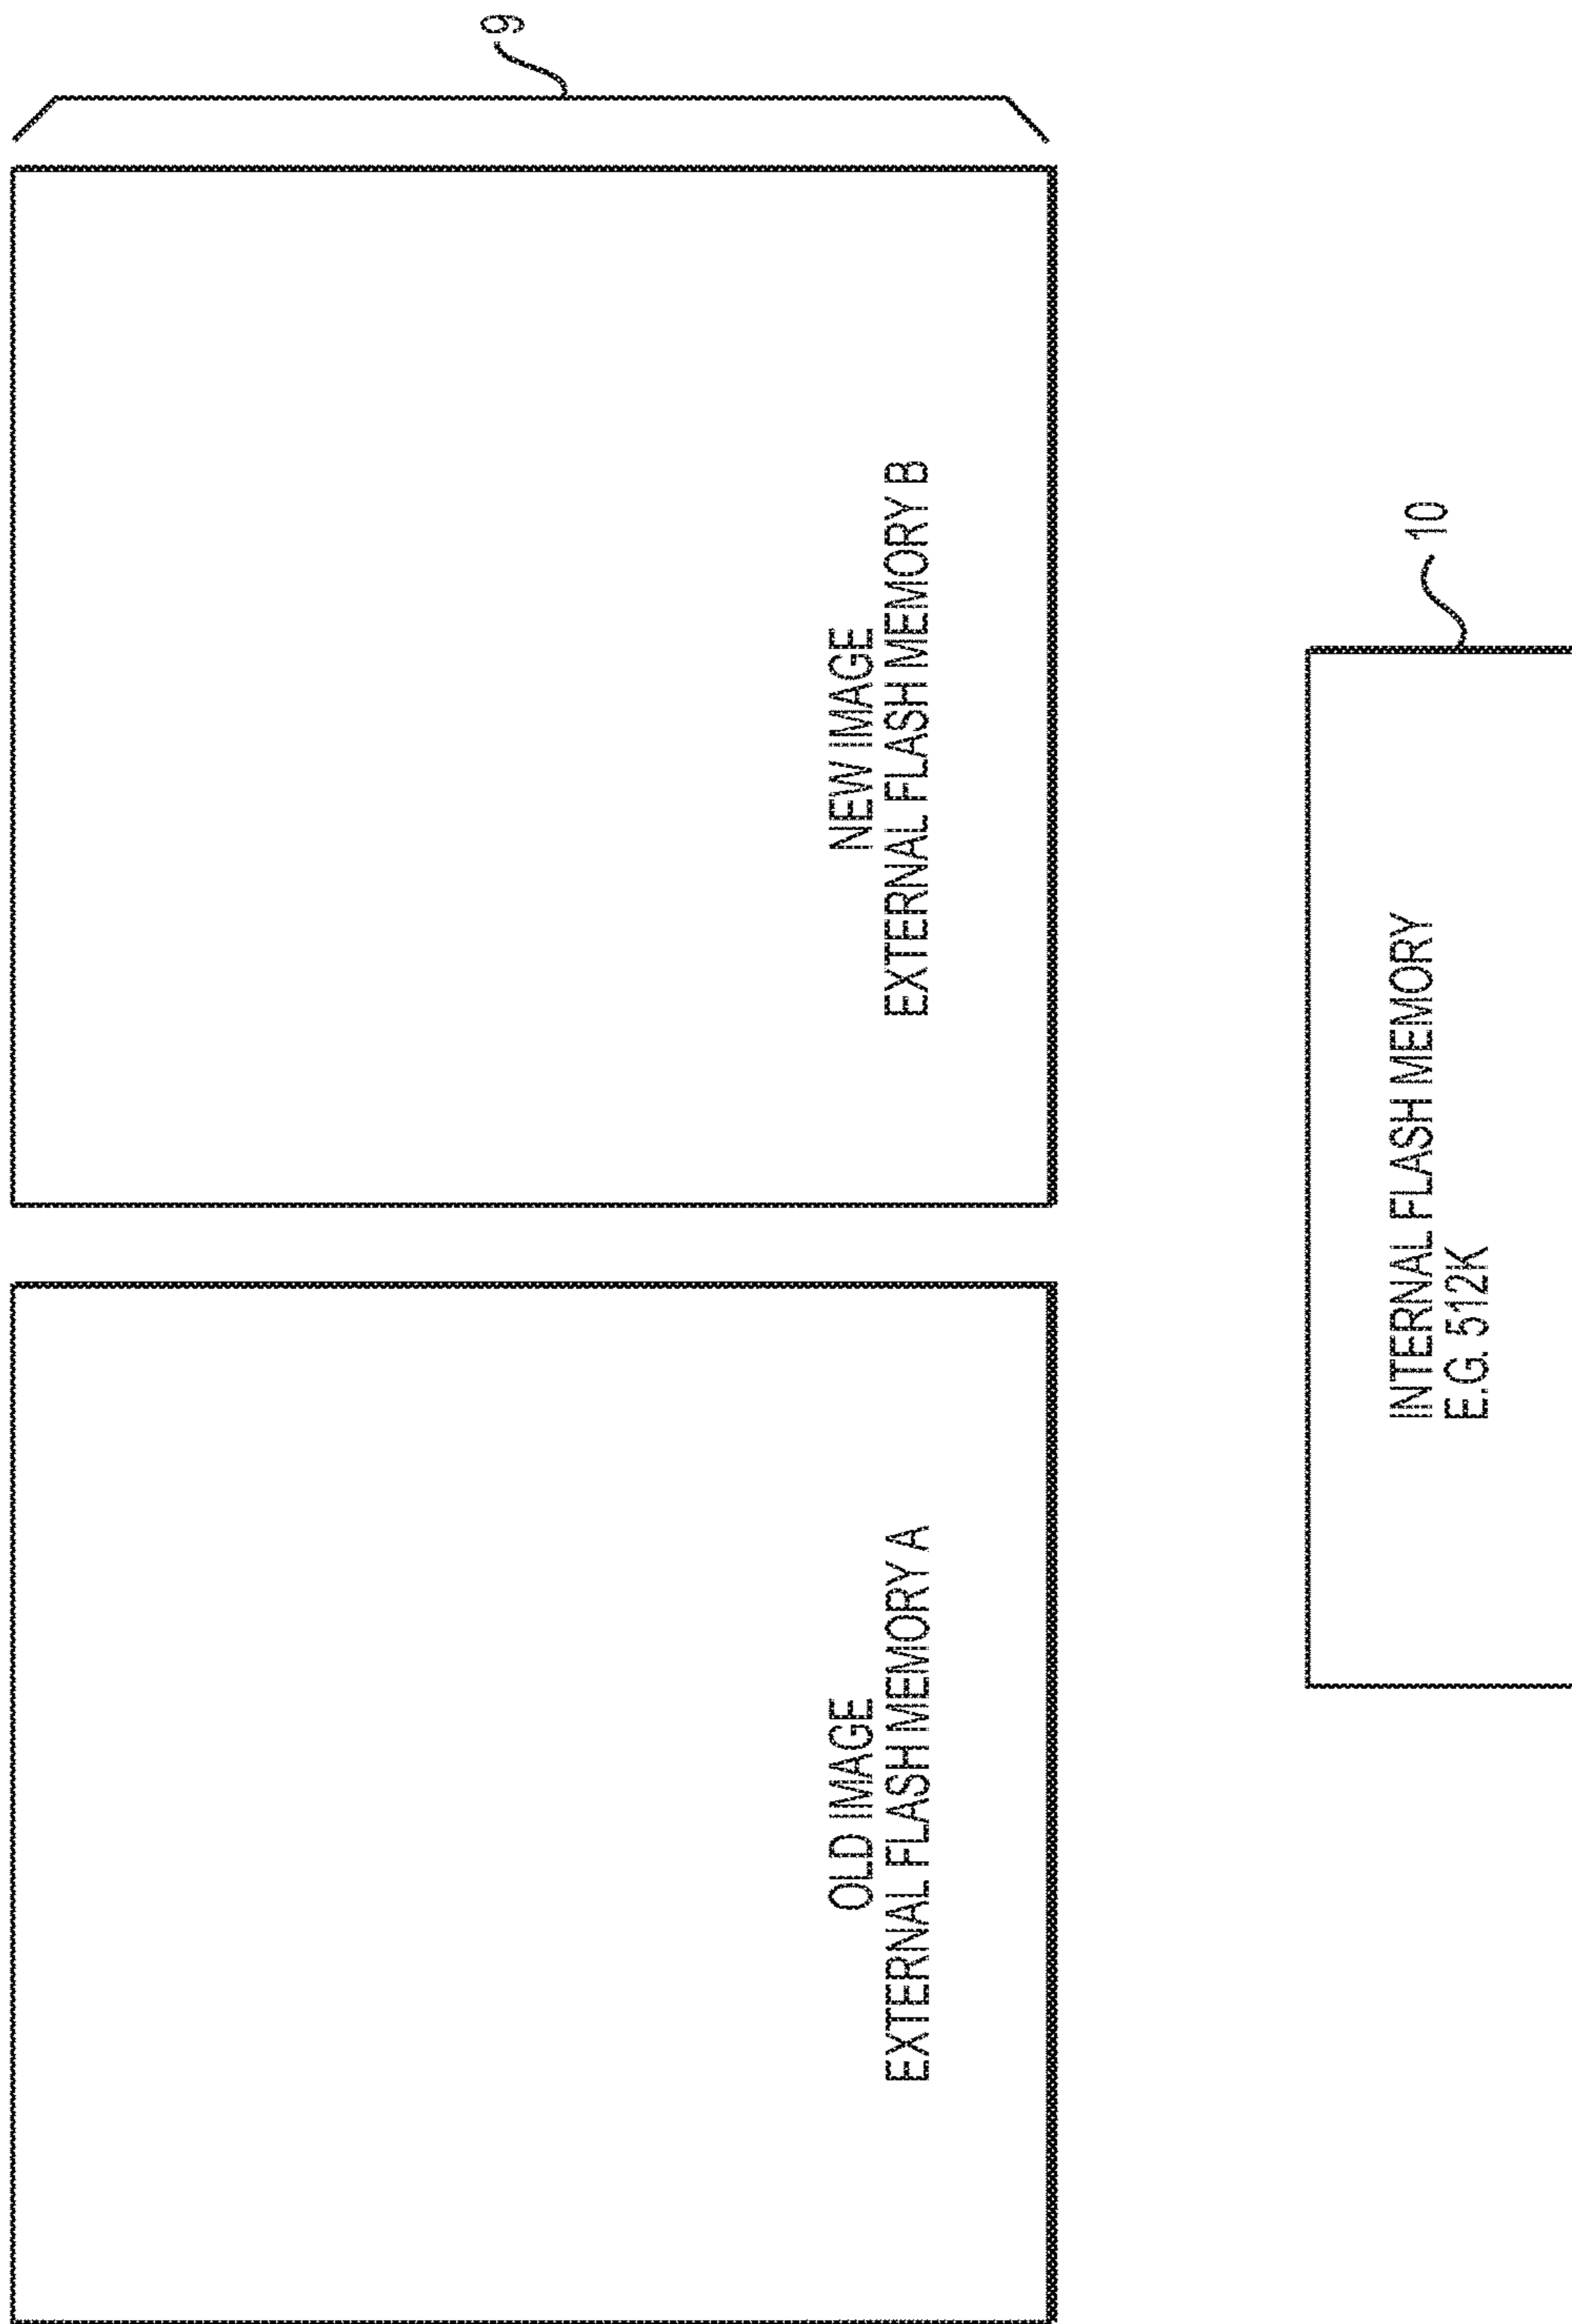 OLD IMAGE
EXTERNAL FLASH MEMORY A
NEW IMAGE
EXTERNAL FLASH MEMORY B
9
INTERNAL FLASH MEMORY
E.G. 512K
10